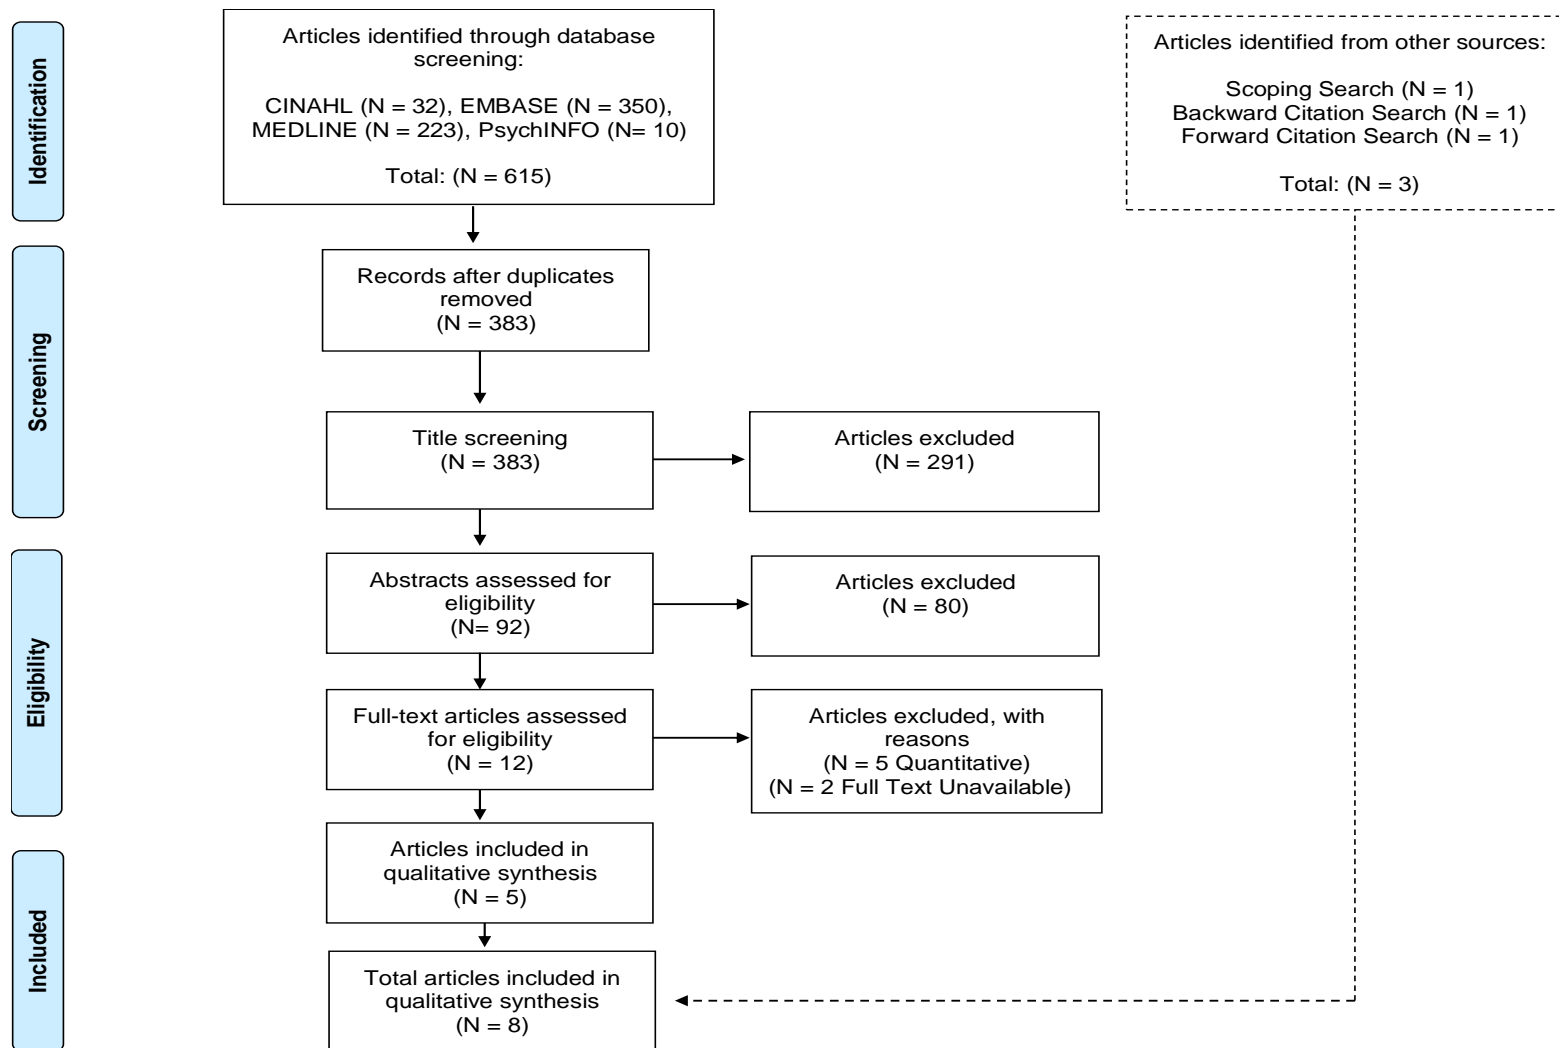 Identification
Articles identified through database
screening:
CINAHL (N = 32), EMBASE (N = 350),
MEDLINE (N = 223), PsychINFO (N= 10)
Total: (N = 615)
Articles identified from other sources:
Scoping Search (N = 1)
Backward Citation Search (N = 1)
Forward Citation Search (N = 1)
Total: (N = 3)
Screening
Records after duplicates
removed
(N = 383)
Title screening
(N = 383)
Articles excluded
(N = 291)
Eligibility
Abstracts assessed for
eligibility
(N= 92)
Articles excluded
(N = 80)
Full-text articles assessed
for eligibility
(N = 12)
Articles excluded, with
reasons
(N = 5 Quantitative)
(N = 2 Full Text Unavailable)
Included
Articles included in
qualitative synthesis
(N = 5)
Total articles included in
qualitative synthesis
(N = 8)